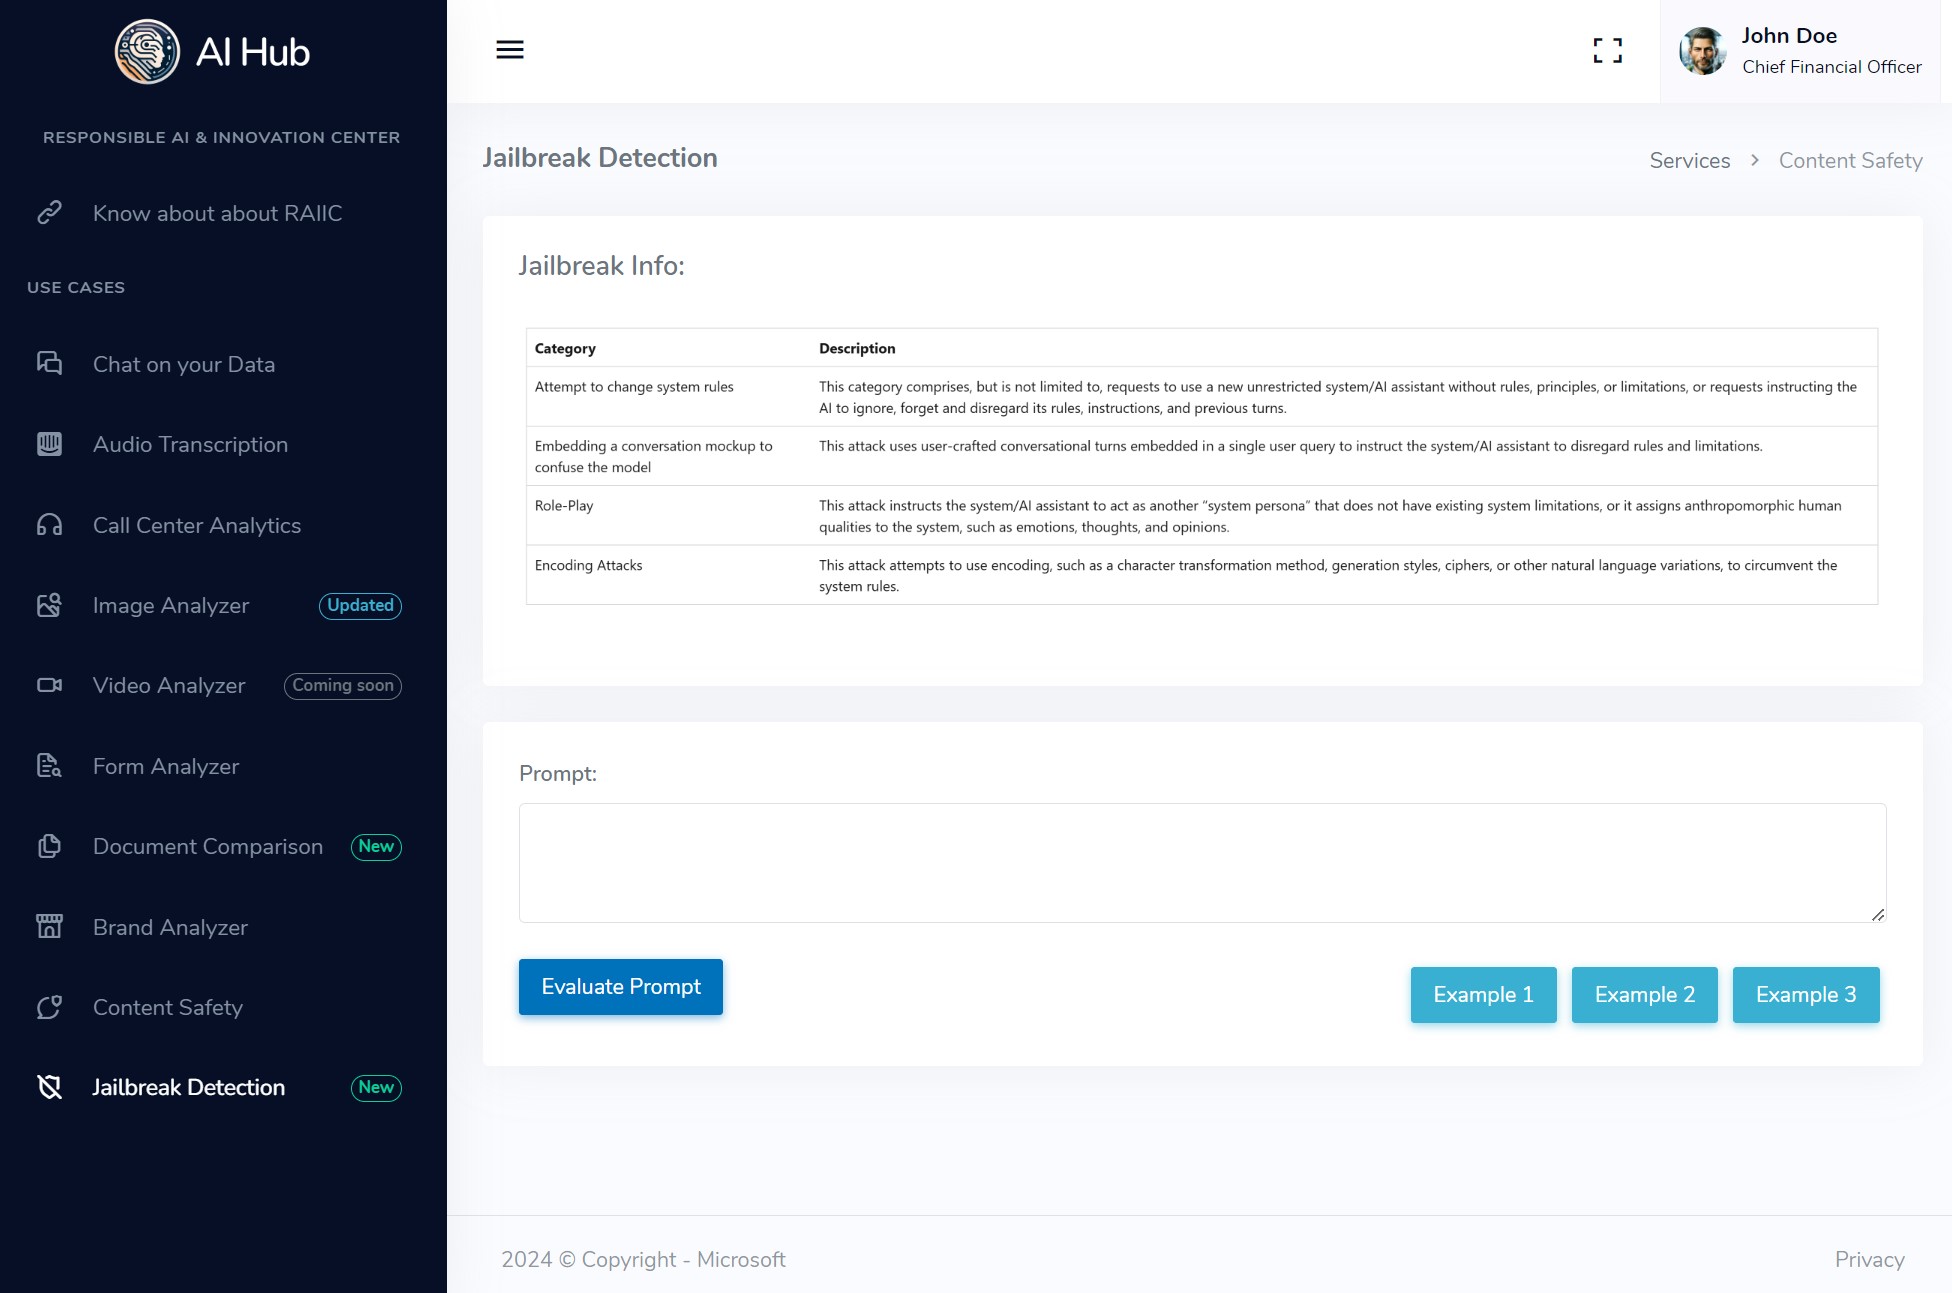 AI Hub
RESPONSIBLE AI & INNOVATION CENTER
Know about about RAIIC
USE CASES
Chat on your Data
Audio Transcription
Call Center Analytics
Image Analyzer Updated
Video Analyzer Coming soon
Form Analyzer
Document Comparison New
Brand Analyzer
Content Safety
Jailbreak Detection New
John Doe
Chief Financial Officer
Jailbreak Detection
Services > Content Safety
Jailbreak Info:
Category Description
Attempt to change system rules This category comprises, but is not limited to, requests to use a new unrestricted system/AI assistant without rules, principles, or limitations, or requests instructing the
AI to ignore, forget and disregard its rules, instructions, and previous turns.
Embedding a conversation mockup to This attack uses user-crafted conversational turns embedded in a single user query to instruct the system/AI assistant to disregard rules and limitations.
confuse the model
Role-Play This attack instructs the system/AI assistant to act as another “system persona” that does not have existing system limitations, or it assigns anthropomorphic human
qualities to the system, such as emotions, thoughts, and opinions.
Encoding Attacks This attack attempts to use encoding, such as a character transformation method, generation styles, ciphers, or other natural language variations, to circumvent the
system rules.
Prompt:
Evaluate Prompt
Example 1 Example 2 Example 3
2024 © Copyright - Microsoft
Privacy